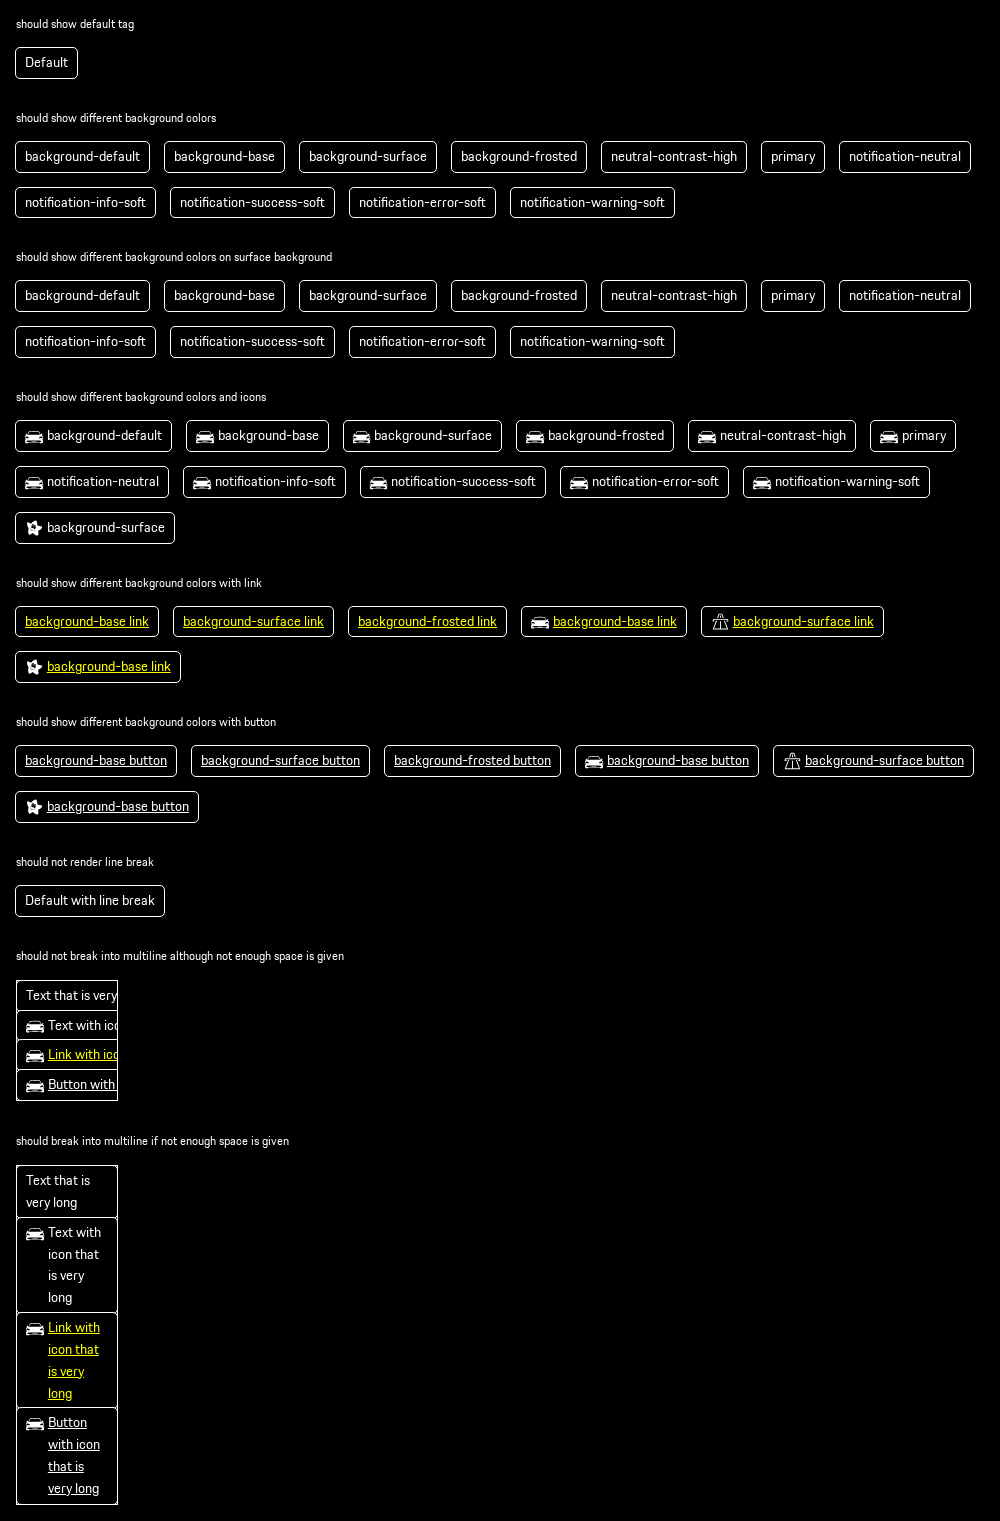 should show default tag
Default
should show different background colors
background-default background-base background-surface background-frosted neutral-contrast-high primary notification-neutral
notification-info-soft notification-success-soft notification-error-soft notification-warning-soft
should show different background colors on surface background
background-default background-base background-surface background-frosted neutral-contrast-high primary notification-neutral
notification-info-soft notification-success-soft notification-error-soft notification-warning-soft
should show different background colors and icons
background-default background-base background-surface background-frosted neutral-contrast-high primary
notification-neutral notification-info-soft notification-success-soft notification-error-soft notification-warning-soft
background-surface
should show different background colors with link
background-base link background-surface link background-frosted link background-base link background-surface link
background-base link
should show different background colors with button
background-base button background-surface button background-frosted button background-base button background-surface button
background-base button
should not render line break
Default with line break
should not break into multiline although not enough space is given
Text that is very
Text with ico
Link with ico
Button with
should break into multiline if not enough space is given
Text that is
very long
Text with
icon that
is very
long
Link with
icon that
is very
long
Button
with icon
that is
very long